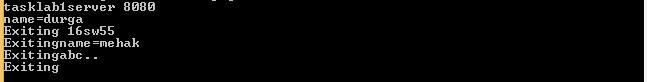 tasklab1server 8080
name=durga
Exiting 16sw55
Exitingname=mehak
Exitingabc..
Exiting